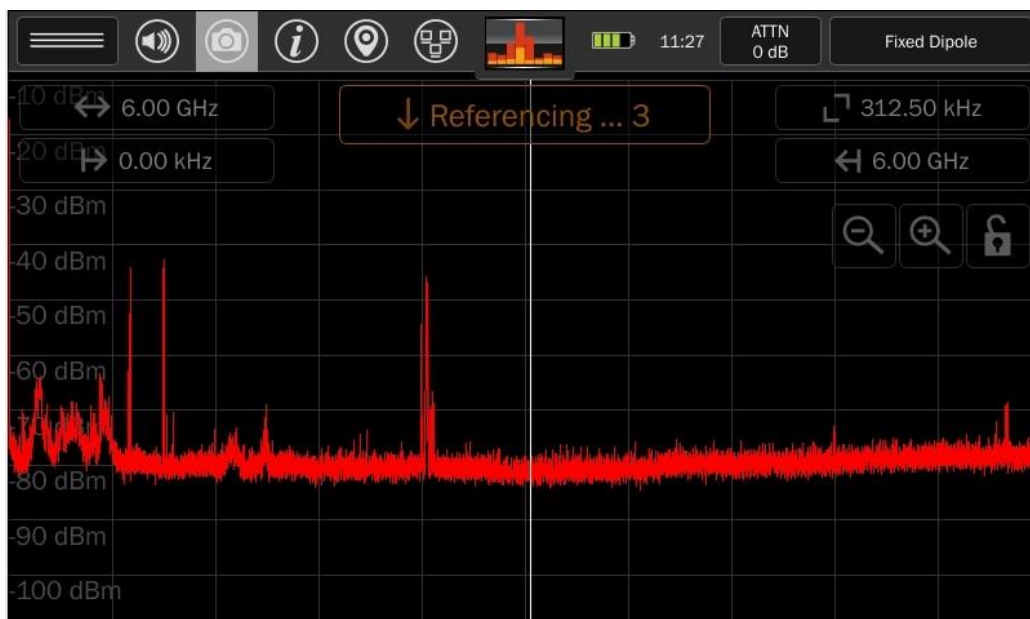 11:27
ATTN
0 dB
Fixed Dipole
-10 dBm
6.00 GHz
↓ Referencing ... 3
312.50 kHz
-20 dBm
0.00 kHz
6.00 GHz
-30 dBm
-40 dBm
-50 dBm
-60 dBm
-70 dBm
-80 dBm
-90 dBm
-100 dBm